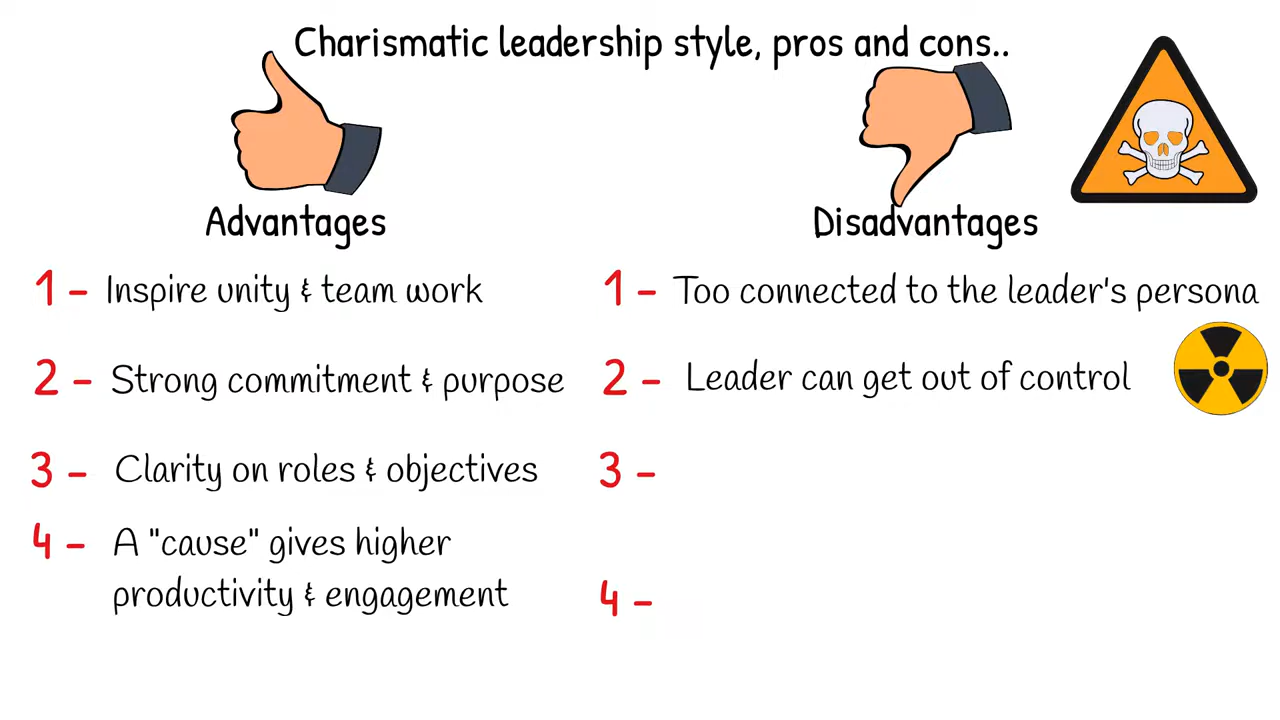 Charismatic leadership style, pros and cons..
Advantages
1 - Inspire unity & team work
2 - Strong commitment & purpose
3 - Clarity on roles & objectives
4 - A "cause" gives higher
productivity & engagement
Disadvantages
1 - Too connected to the leader's persona
2 - Leader can get out of control
3 -
4 -